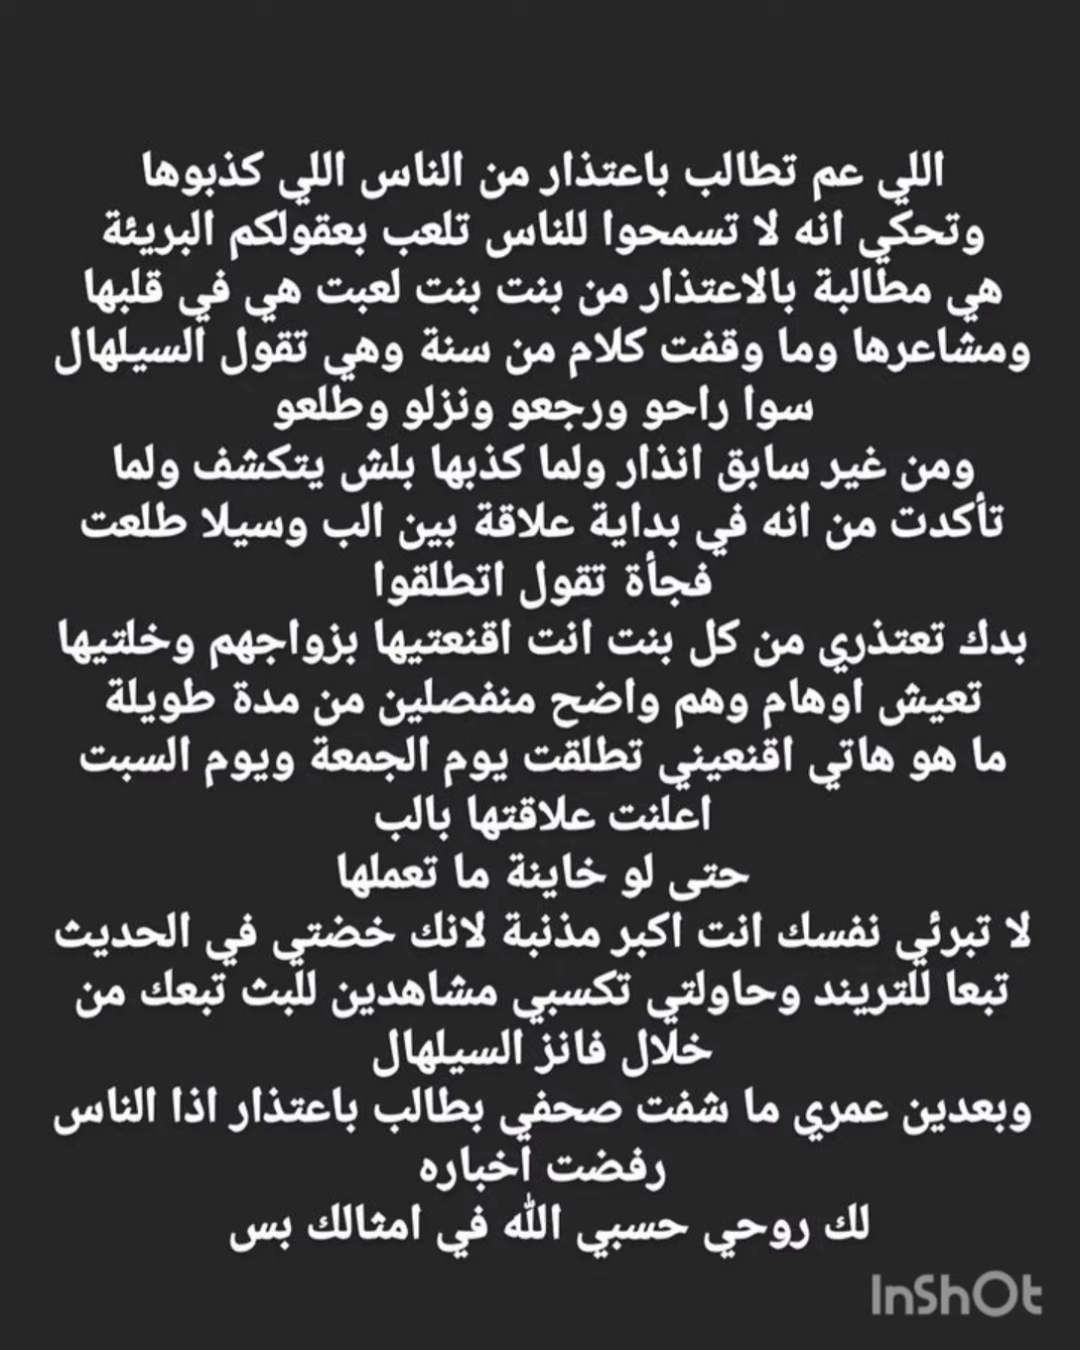 اللي عم تطالب باعتذار من الناس اللي كذبوها
وتحكي انه لا تسمحوا للناس تلعب بعقولكم البريئة
هي مطالبة بالاعتذار من بنت بنت لعبت هي في قلبها
ومشاعرها وما وقفت كلام من سنة وهي تقول السيلهال
سوا راحو ورجعو ونزلو وطلعو
ومن غير سابق انذار ولما كذبها بلش يتكشف ولما
تأكدت من انه في بداية علاقة بين الب وسيلا طلعت
فجأة تقول اتطلقوا
بدك تعتذري من كل بنت انت اقنعتيها بزواجهم وخلتيها
تعيش اوهام وهم واضح منفصلين من مدة طويلة
ما هو هاتي اقنعيني تطلقت يوم الجمعة ويوم السبت
اعلنت علاقتها بالب
حتى لو خاينة ما تعملها
لا تبرئي نفسك انت اكبر مذنبة لانك خضتي في الحديث
تبعا للتريند وحاولتي تكسبي مشاهدين للبث تبعك من
خلال فانز السيلهال
وبعدين عمري ما شفت صحفي بطالب باعتذار اذا الناس
رفضت اخباره
لك روحي حسبي الله في امثالك بس
InShOt